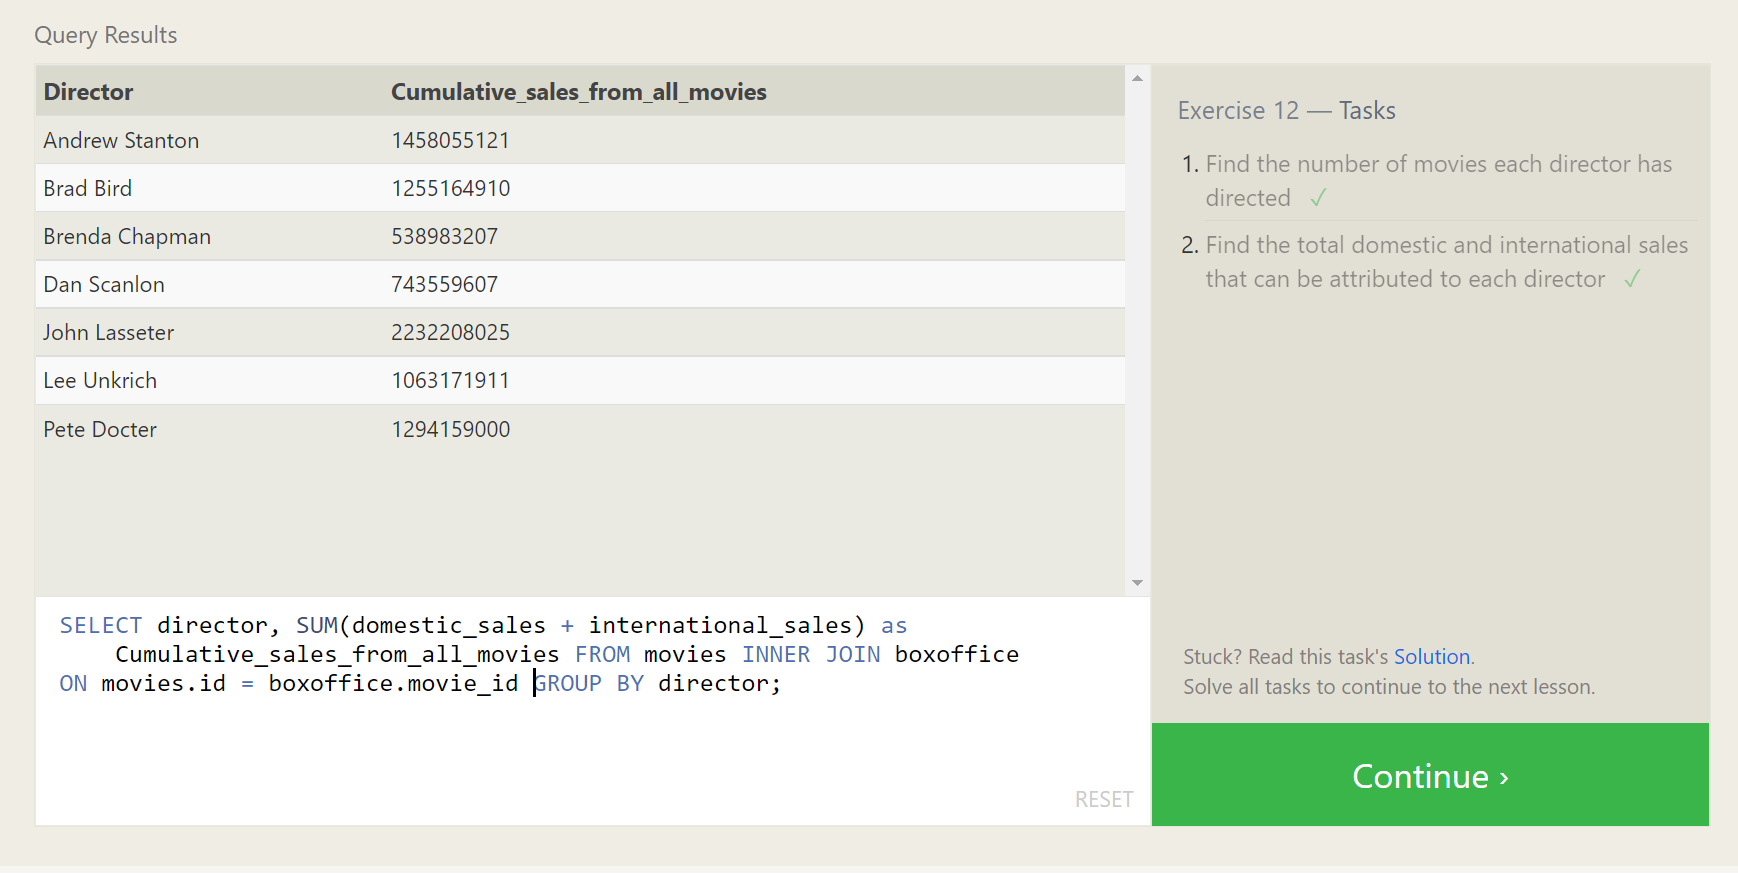 Query Results
Director Cumulative_sales_from_all_movies
Andrew Stanton 1458055121
Brad Bird 1255164910
Brenda Chapman 538983207
Dan Scanlon 743559607
John Lasseter 2232208025
Lee Unkrich 1063171911
Pete Docter 1294159000
SELECT director, SUM(domestic_sales + international_sales) as
Cumulative_sales_from_all_movies FROM movies INNER JOIN boxoffice
ON movies.id = boxoffice.movie_id GROUP BY director;
RESET
Exercise 12 — Tasks
1. Find the number of movies each director has
directed ✓
2. Find the total domestic and international sales
that can be attributed to each director ✓
Stuck? Read this task's Solution.
Solve all tasks to continue to the next lesson.
Continue ›